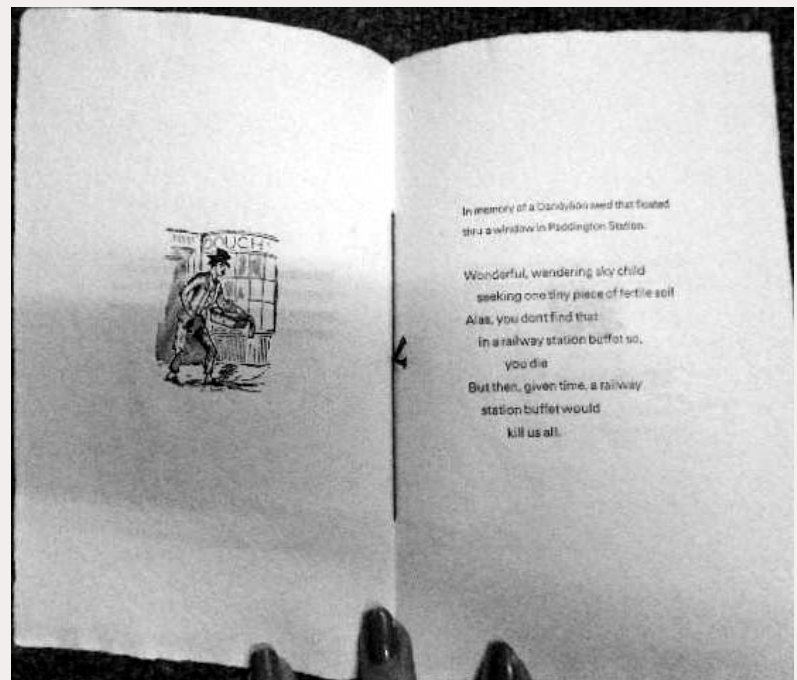 DOUCH
In memory of a Dandylion seed that floated
thru a window in Paddington Station.
Wonderful, wandering sky child
seeking one tiny piece of fertile soil
Alas, you dont find that
in a railway station buffet so,
you die
But then, given time, a railway
station buffet would
kill us all.